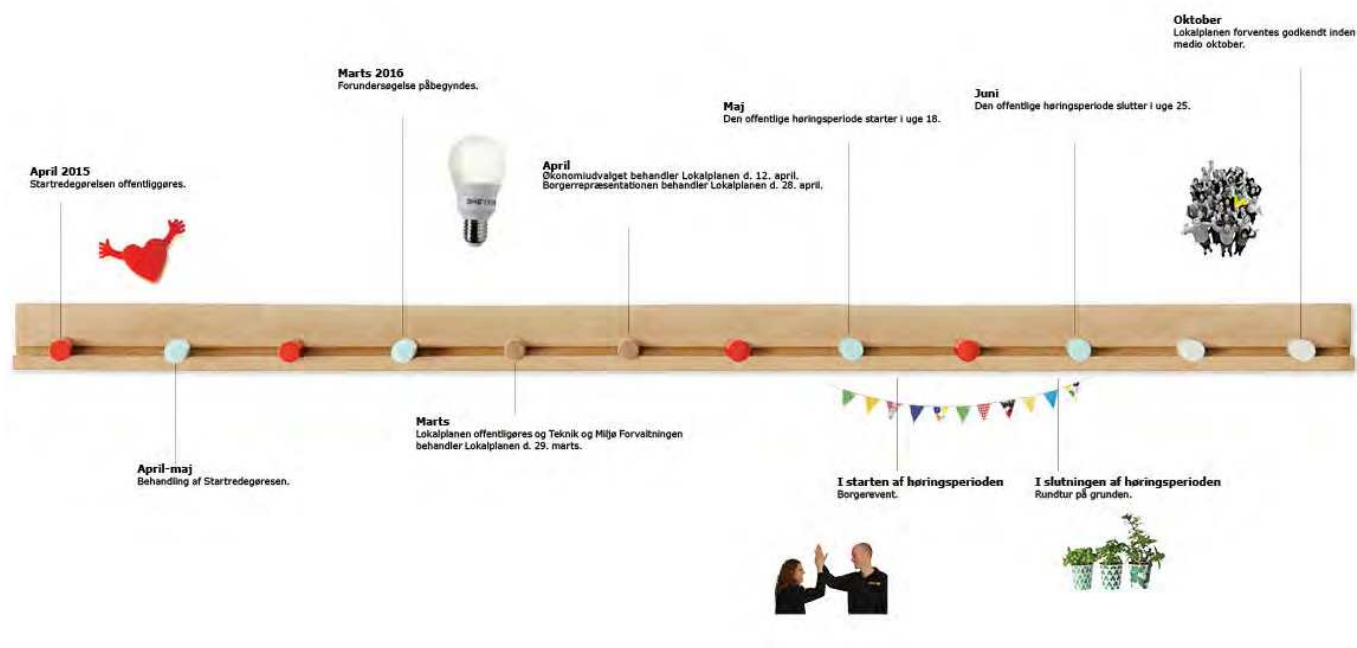 April 2015
Startredegørelsen offentliggøres.
April-maj
Behandling af Startredegøresen.
Marts 2016
Forundersøgelse påbegyndes.
Marts
Lokalplanen offentligøres og Teknik og Miljø Forvaltningen
behandler Lokalplanen d. 29. marts.
April
Økonomiudvalget behandler Lokalplanen d. 12. april.
Borgerrepræsentationen behandler Lokalplanen d. 28. april.
Maj
Den offentlige høringsperiode starter i uge 18.
I starten af høringsperioden
Borgerevent.
I slutningen af høringsperioden
Rundtur på grunden.
Juni
Den offentlige høringsperiode slutter i uge 25.
Oktober
Lokalplanen forventes godkendt inden
medio oktober.